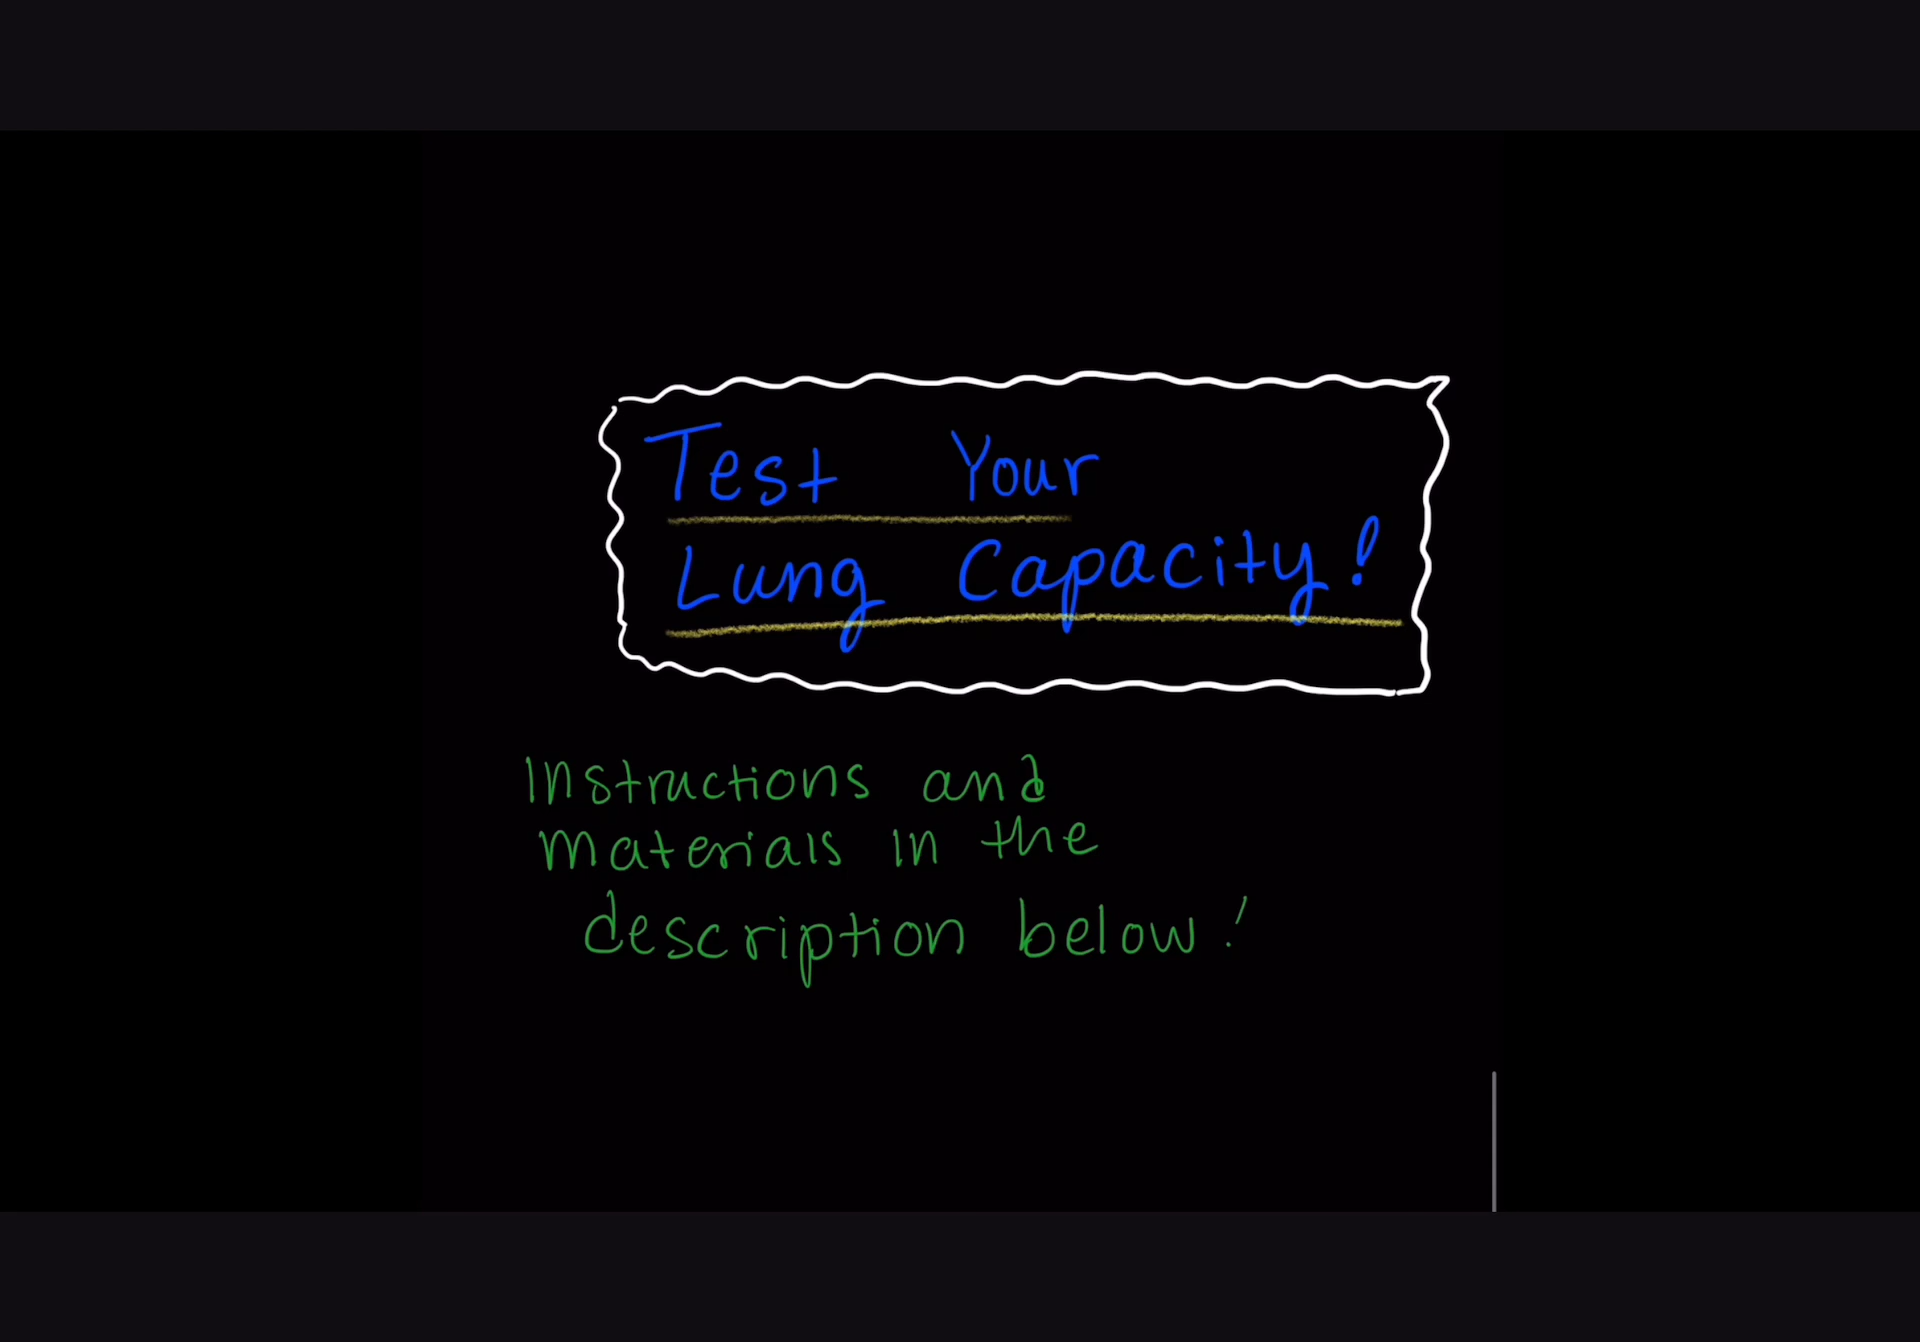 Test Your
Lung Capacity!
Instructions and
materials in the
description below!